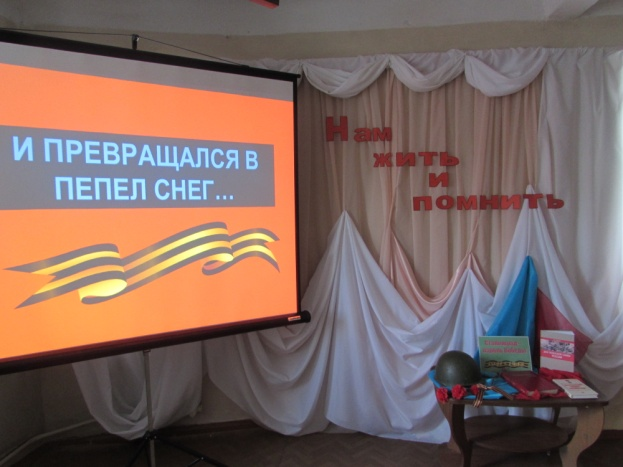 И ПРЕВРАЩАЛСЯ В
ПЕПЕЛ СНЕГ...
Нам
жить
и
помнить